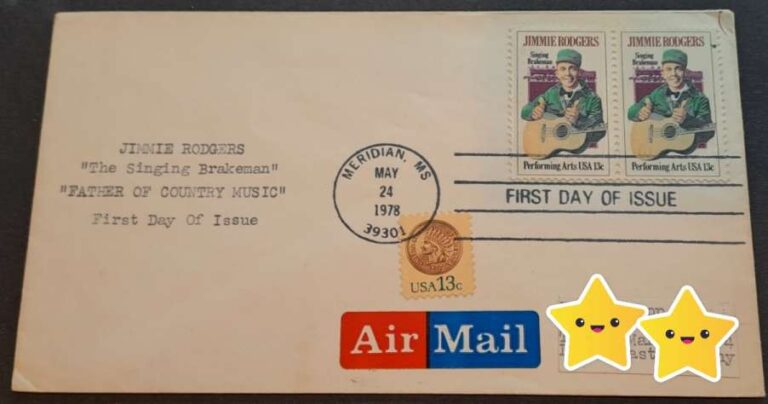 JIMMIE RODGERS
Singing
Brakeman
Performing Arts USA 13c
JIMMIE RODGERS
Singing
Brakeman
Performing Arts USA 13c
JIMMIE RODGERS
"The Singing Brakeman"
"FATHER OF COUNTRY MUSIC"
First Day Of Issue
MERIDIAN, MS
MAY
24
1978
39301
FIRST DAY OF ISSUE
USA 13c
Air Mail